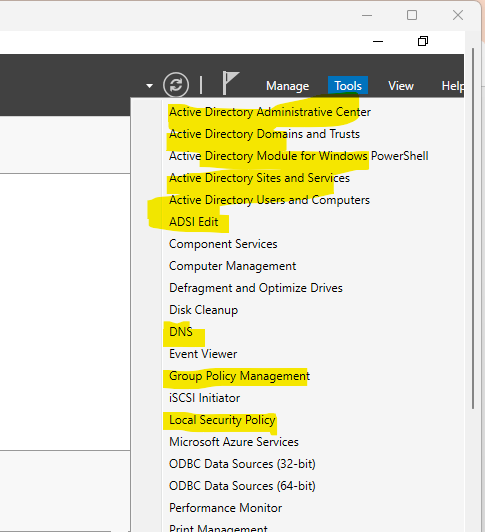 Manage Tools View Help
Active Directory Administrative Center
Active Directory Domains and Trusts
Active Directory Module for Windows PowerShell
Active Directory Sites and Services
Active Directory Users and Computers
ADSI Edit
Component Services
Computer Management
Defragment and Optimize Drives
Disk Cleanup
DNS
Event Viewer
Group Policy Management
iSCSI Initiator
Local Security Policy
Microsoft Azure Services
ODBC Data Sources (32-bit)
ODBC Data Sources (64-bit)
Performance Monitor
Print Management